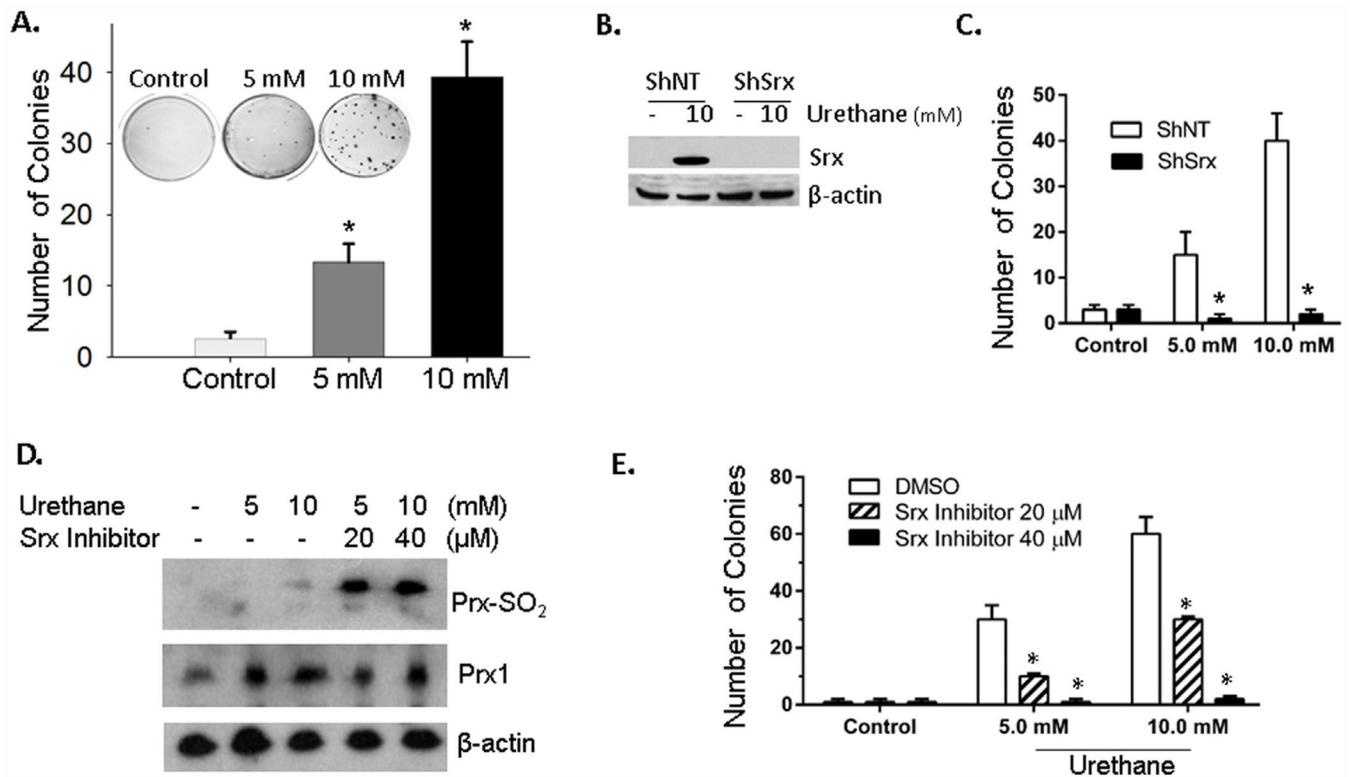 A.
Number of Colonies
40
30
20
10
0
Control 5 mM 10 mM
*
*
Control 5 mM 10 mM
B.
ShNT ShSrx
- 10 - 10 Urethane (mM)
Srx
β-actin
C.
Number of Colonies
50
40
30
20
10
0
ShNT
ShSrx
*
*
Control 5.0 mM 10.0 mM
D.
Urethane - 5 10 5 10 (mM)
Srx Inhibitor - - - 20 40 (µM)
Prx-SO₂
Prx1
β-actin
E.
Number of Colonies
80
60
40
20
0
DMSO
Srx Inhibitor 20 µM
Srx Inhibitor 40 µM
*
*
*
*
Control 5.0 mM 10.0 mM
Urethane